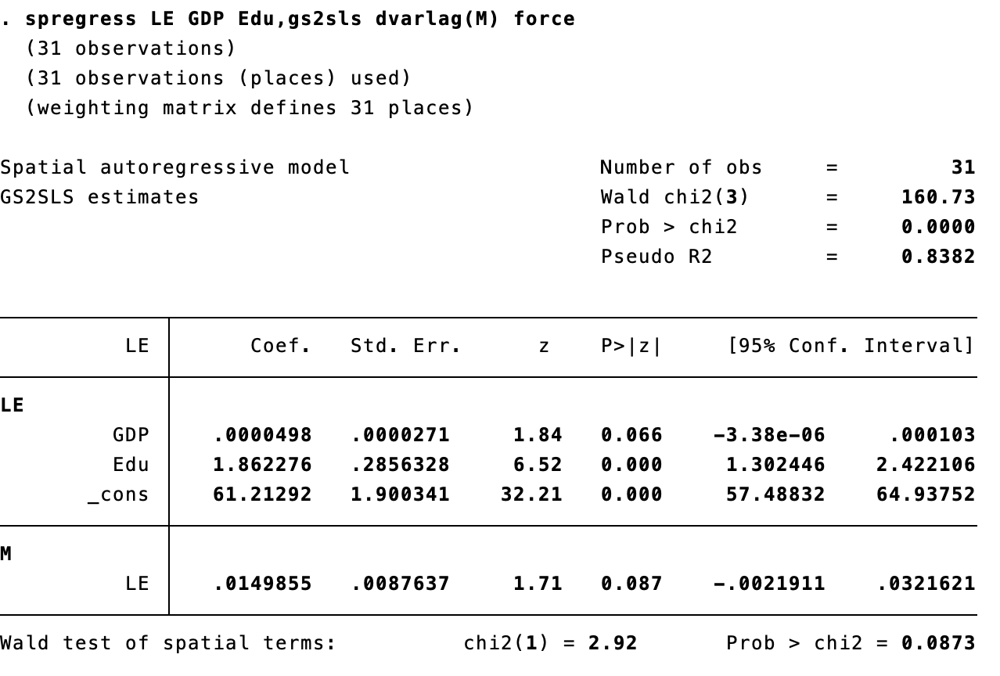 . spregress LE GDP Edu,gs2sls dvarlag(M) force
(31 observations)
(31 observations (places) used)
(weighting matrix defines 31 places)
Spatial autoregressive model Number of obs = 31
GS2SLS estimates Wald chi2(3) = 160.73
Prob > chi2 = 0.0000
Pseudo R2 = 0.8382
LE Coef. Std. Err. z P>|z| [95% Conf. Interval]
LE
GDP .0000498 .0000271 1.84 0.066 -3.38e-06 .000103
Edu 1.862276 .2856328 6.52 0.000 1.302446 2.422106
_cons 61.21292 1.900341 32.21 0.000 57.48832 64.93752
M
LE .0149855 .0087637 1.71 0.087 -.0021911 .0321621
Wald test of spatial terms: chi2(1) = 2.92 Prob > chi2 = 0.0873